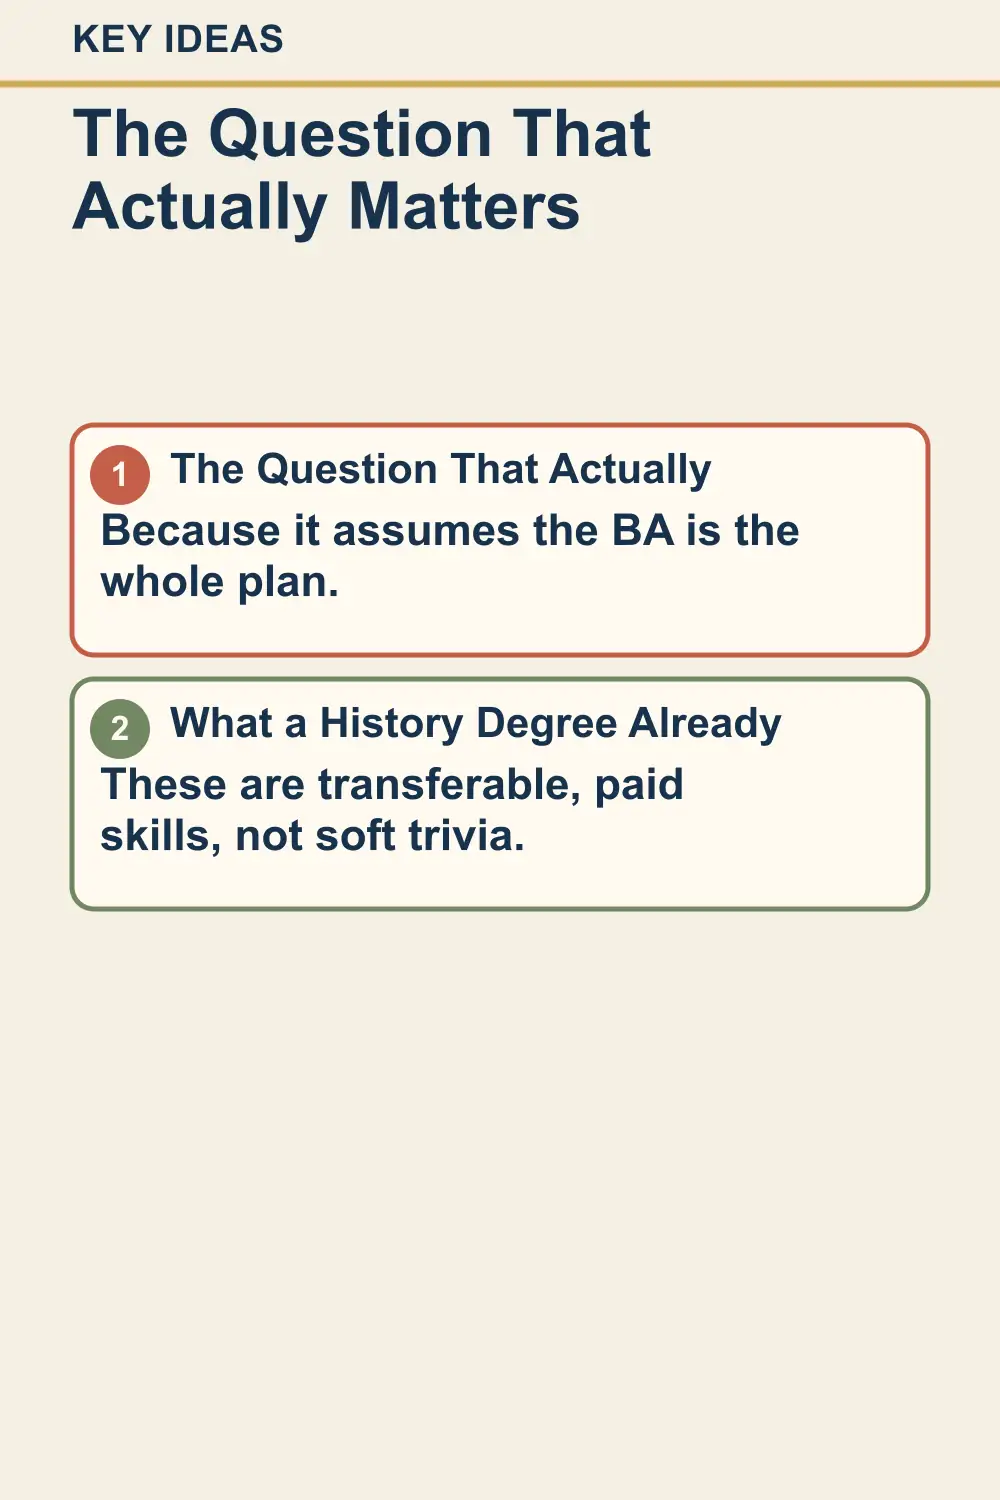 KEY IDEAS
The Question That
Actually Matters
1 The Question That Actually
Because it assumes the BA is the
whole plan.
2 What a History Degree Already
These are transferable, paid
skills, not soft trivia.